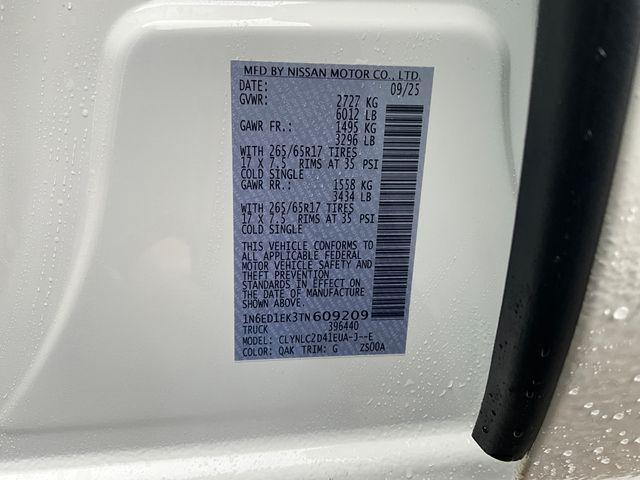 MFD BY NISSAN MOTOR CO., LTD.
DATE: 09/25
GVWR: 2727 KG
6012 LB
GAWR FR.: 1495 KG
3296 LB
WITH 265/65R17 TIRES
17 X 7.5 RIMS AT 35 PSI
COLD SINGLE
GAWR RR.: 1558 KG
3434 LB
WITH 265/65R17 TIRES
17 X 7.5 RIMS AT 35 PSI
COLD SINGLE
THIS VEHICLE CONFORMS TO
ALL APPLICABLE FEDERAL
MOTOR VEHICLE SAFETY AND
THEFT PREVENTION
STANDARDS IN EFFECT ON
THE DATE OF MANUFACTURE
SHOWN ABOVE.
1N6ED1EK3TN609209
TRUCK 396440
MODEL: CLYNLCZD41EUA-J--E
COLOR: QAK TRIM: G ZS00A